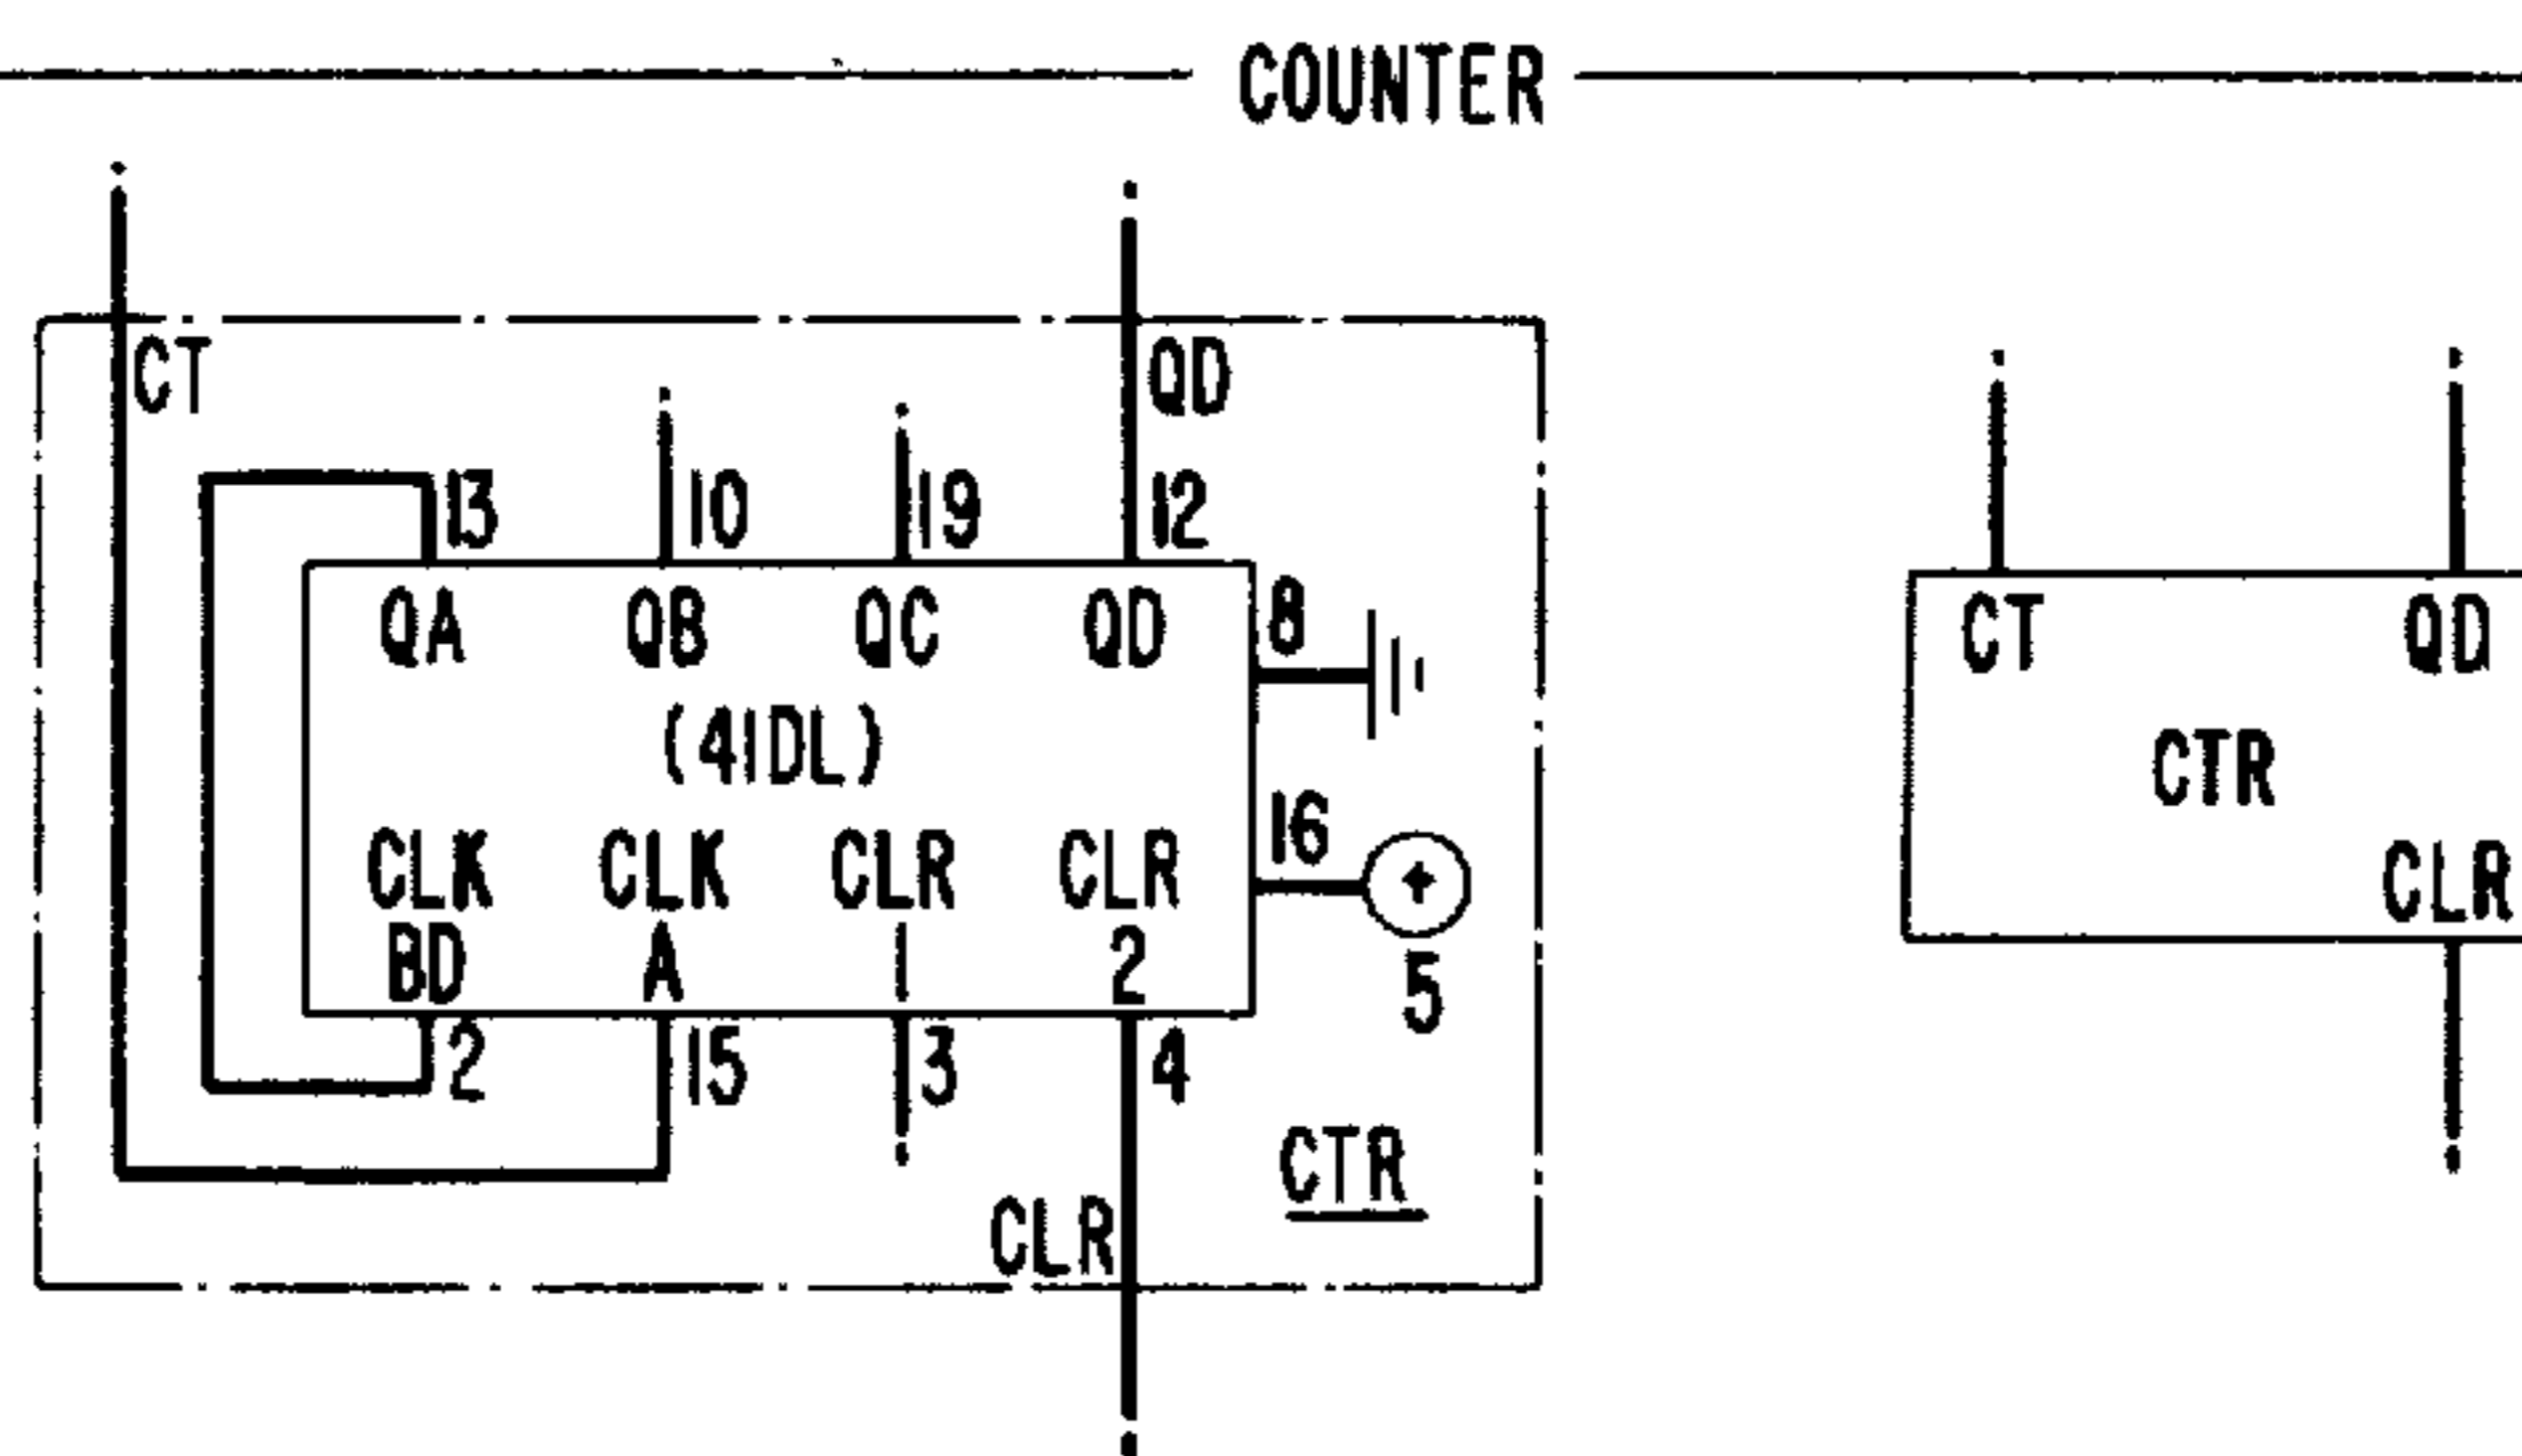 COUNTER
CT QD
13 10 19 12
QA QB QC QD 8
(41DL)
16
CLK CLK CLR CLR
BD A 1 2
5
2 15 3 4
CTR
CLR
CT QD
CTR
CLR